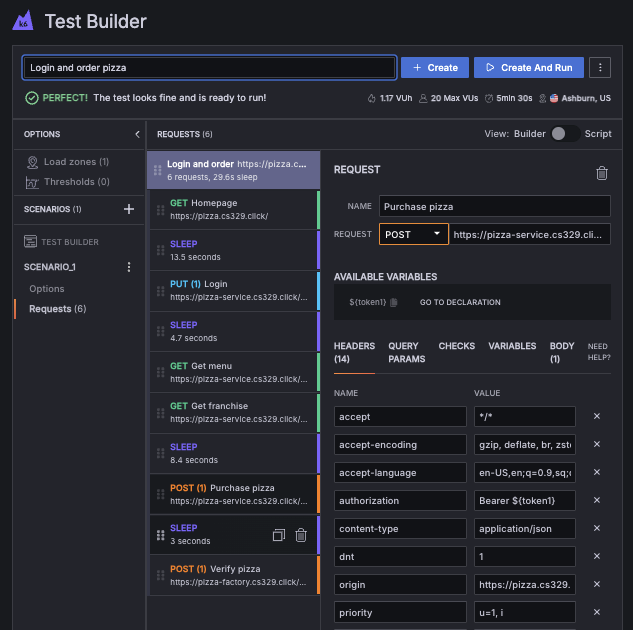 k6
Test Builder
Login and order pizza
+ Create
Create And Run
PERFECT! The test looks fine and is ready to run!
1.17 VUh
20 Max VUs
5min 30s
Ashburn, US
OPTIONS
Load zones (1)
Thresholds (0)
SCENARIOS (1)
TEST BUILDER
SCENARIO_1
Options
Requests (6)
REQUESTS (6)
View: Builder Script
Login and order https://pizza.c...
6 requests, 29.6s sleep
GET Homepage
https://pizza.cs329.click/
SLEEP
13.5 seconds
PUT (1) Login
https://pizza-service.cs329.click/...
SLEEP
4.7 seconds
GET Get menu
https://pizza-service.cs329.click/...
GET Get franchise
https://pizza-service.cs329.click/...
SLEEP
8.4 seconds
POST (1) Purchase pizza
https://pizza-service.cs329.click/...
SLEEP
3 seconds
POST (1) Verify pizza
https://pizza-factory.cs329.click/...
REQUEST
NAME Purchase pizza
REQUEST POST https://pizza-service.cs329.cli...
AVAILABLE VARIABLES
${token1} GO TO DECLARATION
HEADERS (14)
QUERY PARAMS
CHECKS
VARIABLES
BODY (1)
NEED HELP?
NAME VALUE
accept */*
accept-encoding gzip, deflate, br, zst
accept-language en-US,en;q=0.9,sq;
authorization Bearer ${token1}
content-type application/json
dnt 1
origin https://pizza.cs329.
priority u=1, i